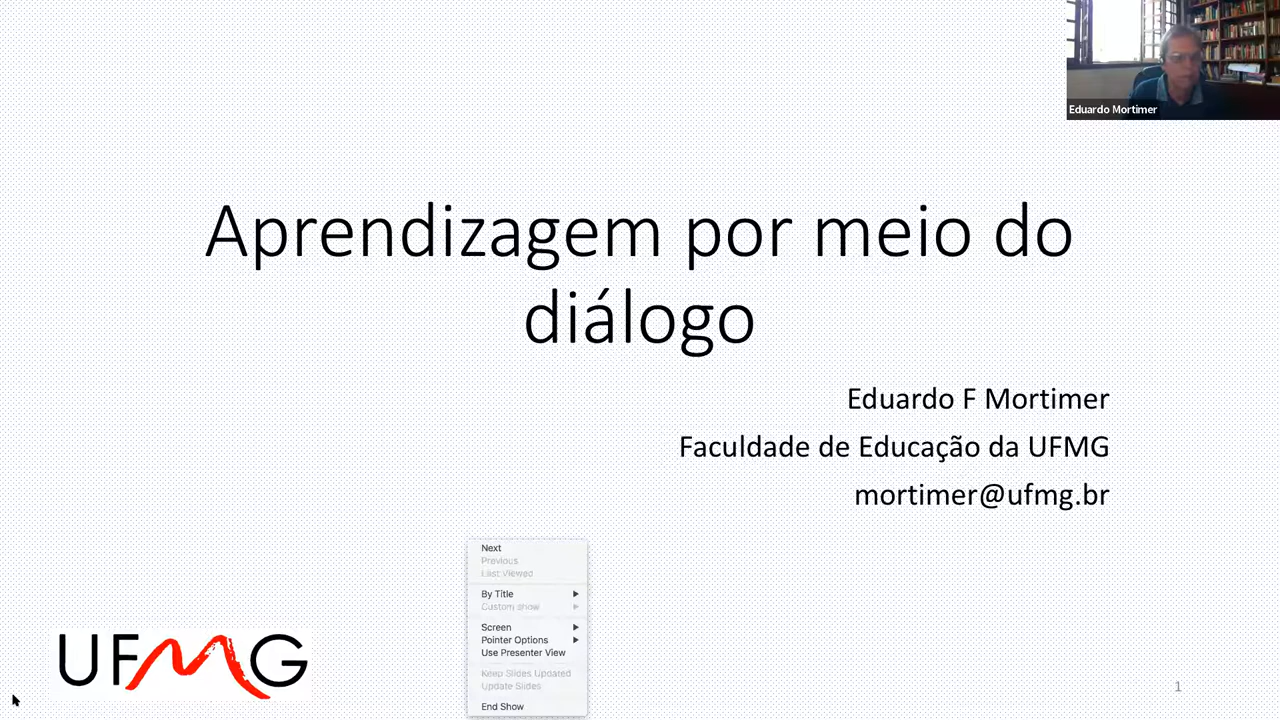 Eduardo Mortimer
Aprendizagem por meio do
diálogo
Eduardo F Mortimer
Faculdade de Educação da UFMG
mortimer@ufmg.br
Next
Previous
Last Viewed
By Title
Custom show
Screen
Pointer Options
Use Presenter View
Keep Slides Updated
Update Slides
End Show
UFMG
1